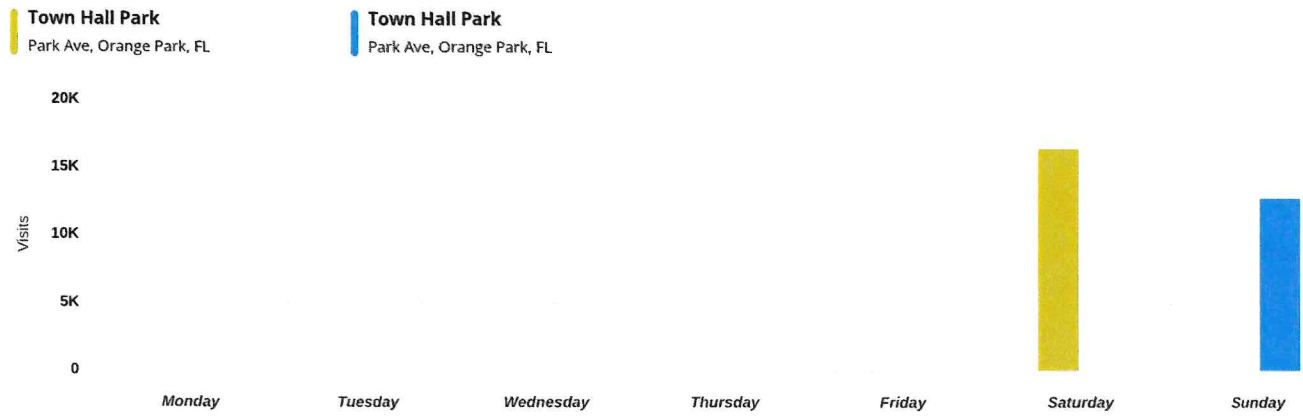 Town Hall Park
Park Ave, Orange Park, FL
Town Hall Park
Park Ave, Orange Park, FL
20K
15K
Visits
10K
5K
0
Monday Tuesday Wednesday Thursday Friday Saturday Sunday